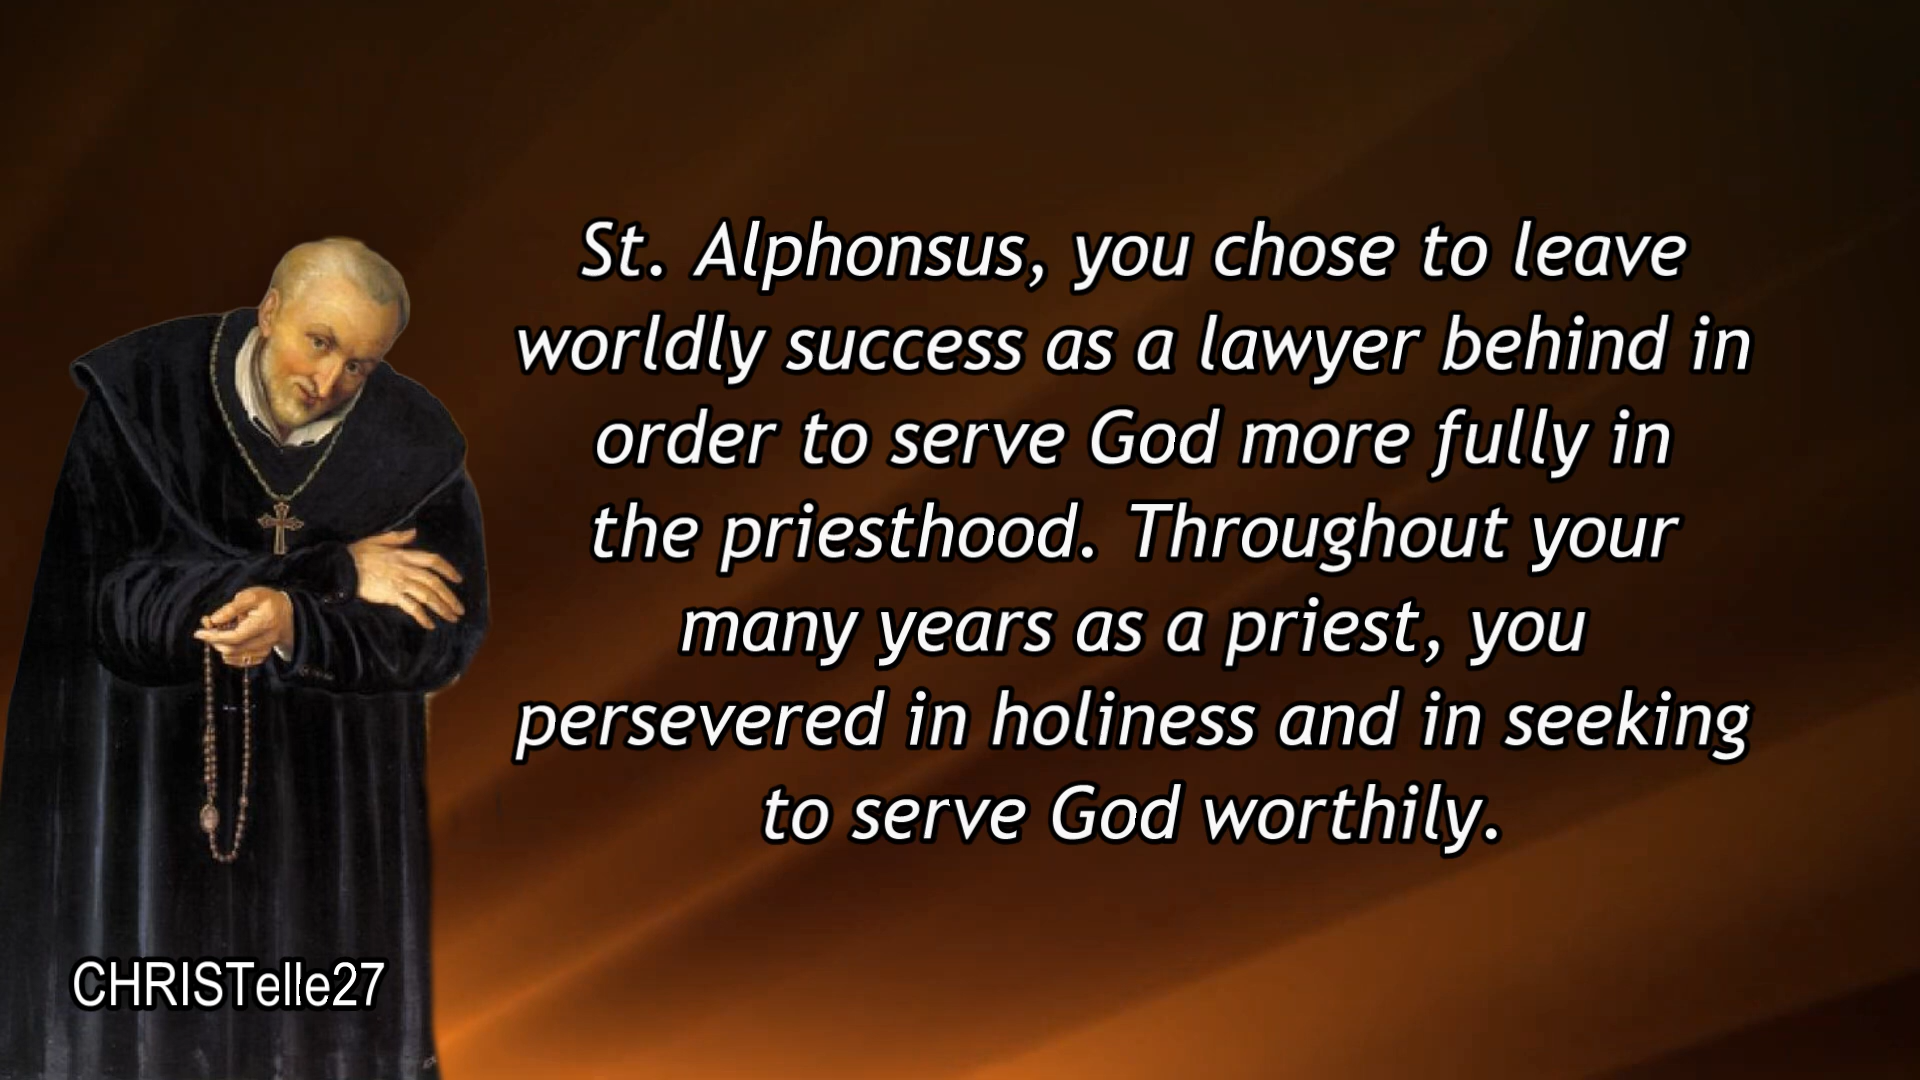 St. Alphonsus, you chose to leave
worldly success as a lawyer behind in
order to serve God more fully in
the priesthood. Throughout your
many years as a priest, you
persevered in holiness and in seeking
to serve God worthily.
CHRISTelle27